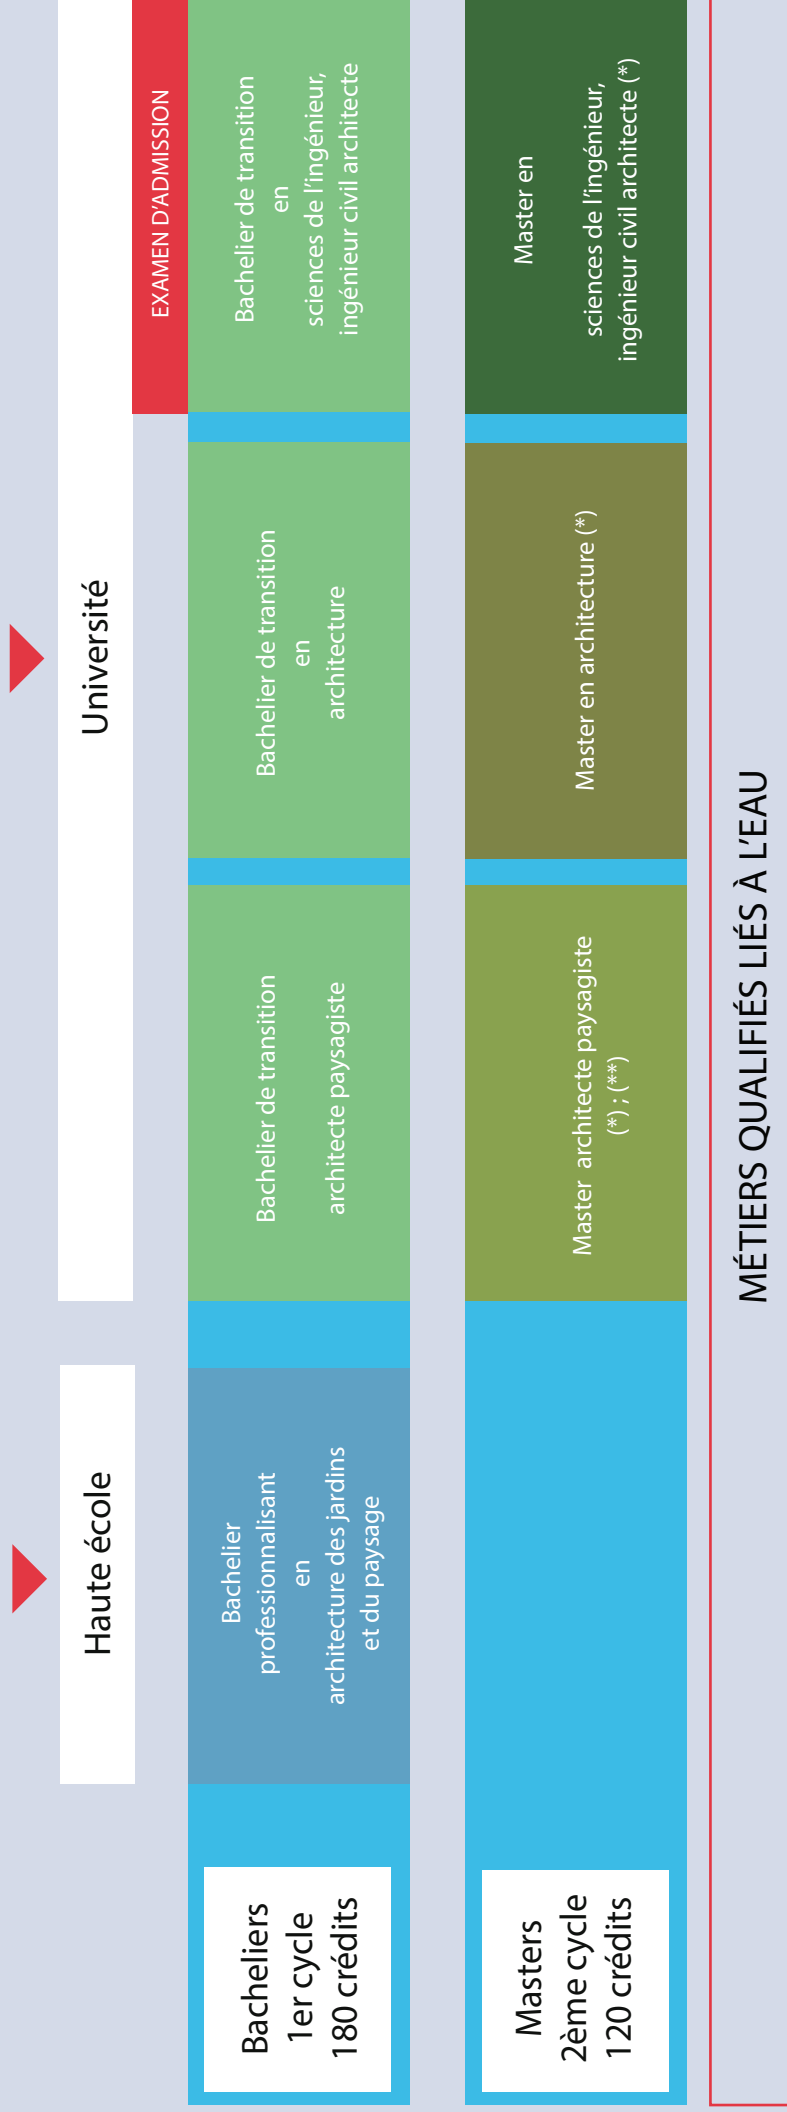 Haute école
Université
EXAMEN D'ADMISSION
Bacheliers
1er cycle
180 crédits
Bachelier
professionnalisant
en
architecture des jardins
et du paysage
Bachelier de transition
architecte paysagiste
Bachelier de transition
en
architecture
Bachelier de transition
en
sciences de l'ingénieur,
ingénieur civil architecte
Masters
2ème cycle
120 crédits
Master architecte paysagiste
(*) ; (**)
Master en architecture (*)
Master en
sciences de l'ingénieur,
ingénieur civil architecte (*)
MÉTIERS QUALIFIÉS LIÉS À L'EAU